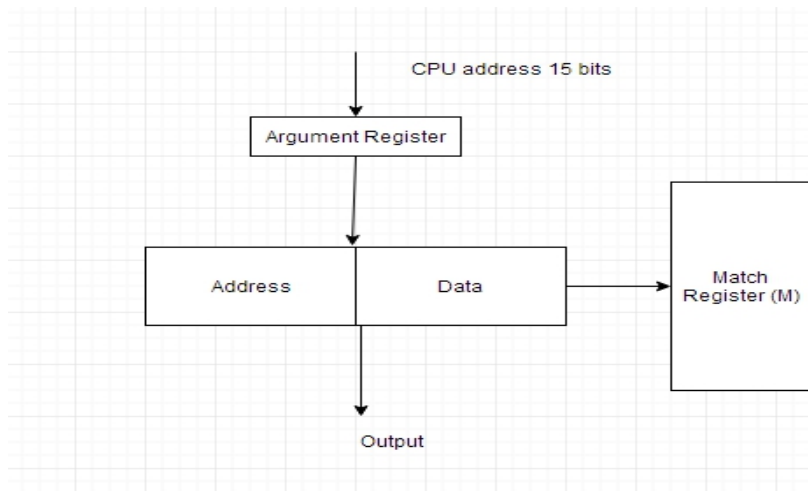 CPU address 15 bits
Argument Register
Address
Data
Match
Register (M)
Output